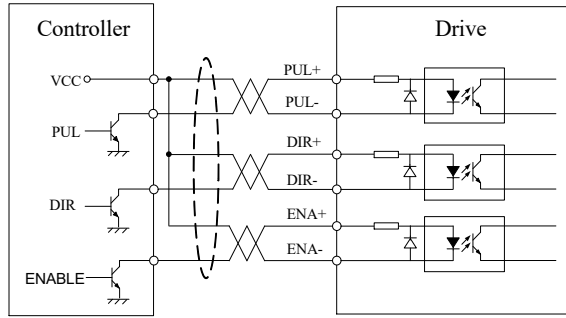 Controller
Drive
VCC
PUL+
PUL-
PUL
DIR+
DIR-
DIR
ENA+
ENA-
ENABLE